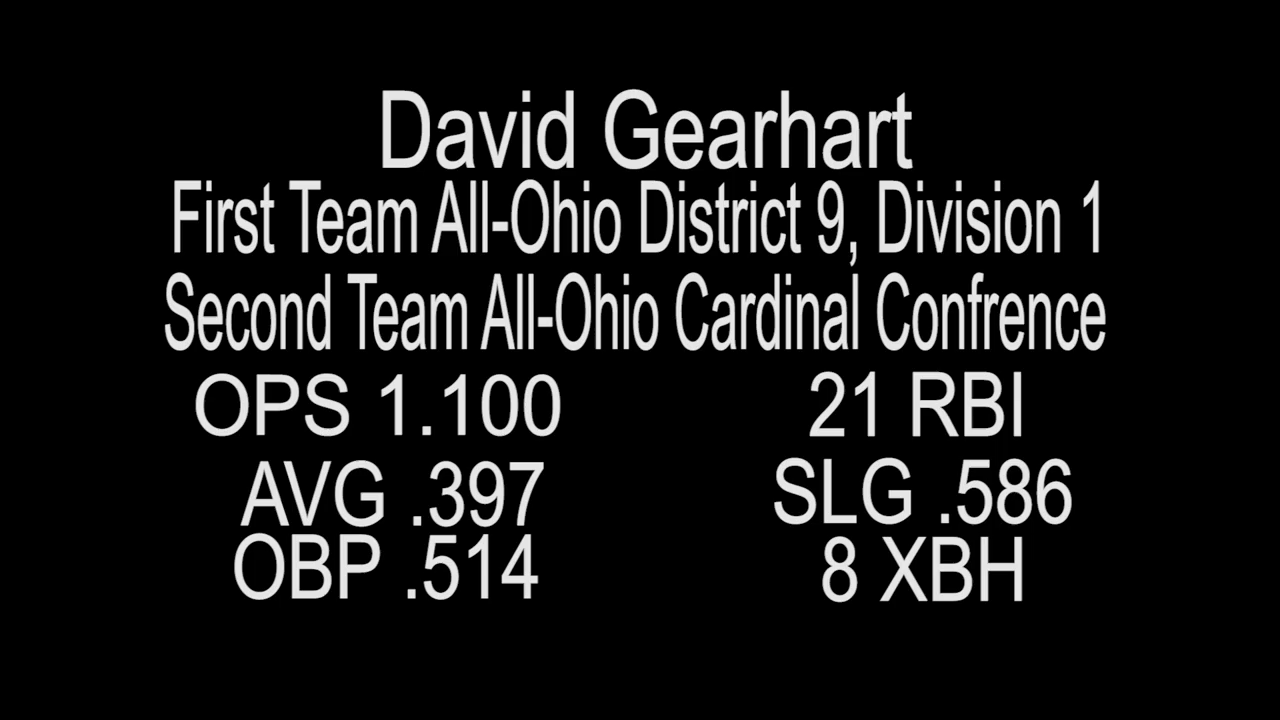 David Gearhart
First Team All-Ohio District 9, Division 1
Second Team All-Ohio Cardinal Confrence
OPS 1.100 21 RBI
AVG .397 SLG .586
OBP .514 8 XBH